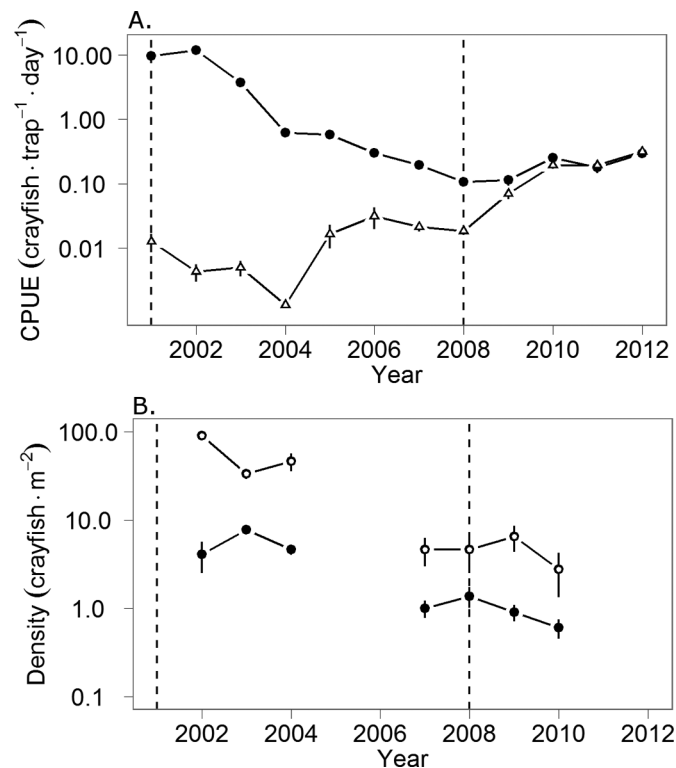 A.
10.00
1.00
0.10
0.01
CPUE (crayfish · trap⁻¹ · day⁻¹)
2002 2004 2006 2008 2010 2012
Year
B.
100.0
10.0
1.0
0.1
Density (crayfish · m⁻²)
2002 2004 2006 2008 2010 2012
Year